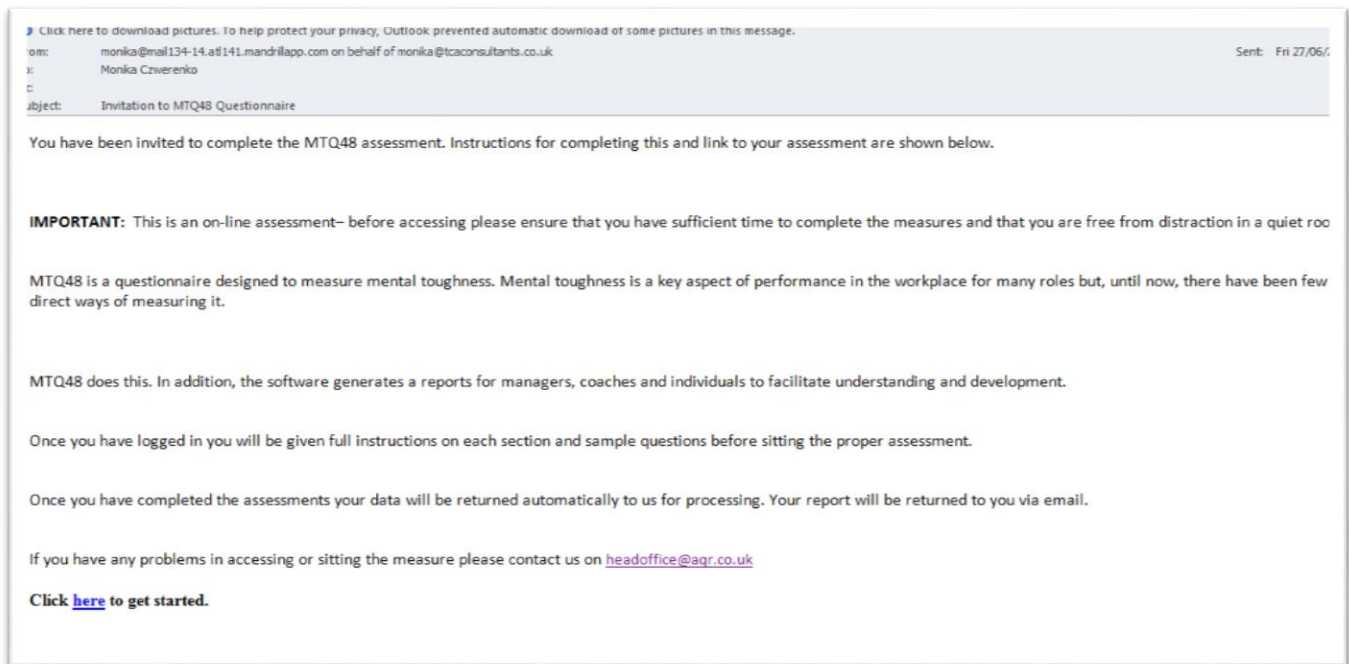 Click here to download pictures. To help protect your privacy, Outlook prevented automatic download of some pictures in this message.
om: monika@mail134-14.atl141.mandrillapp.com on behalf of monika@tcaconsultants.co.uk Sent: Fri 27/06/
Monika Czwerenko
ubject: Invitation to MTQ48 Questionnaire
You have been invited to complete the MTQ48 assessment. Instructions for completing this and link to your assessment are shown below.
IMPORTANT: This is an on-line assessment– before accessing please ensure that you have sufficient time to complete the measures and that you are free from distraction in a quiet roo
MTQ48 is a questionnaire designed to measure mental toughness. Mental toughness is a key aspect of performance in the workplace for many roles but, until now, there have been few
direct ways of measuring it.
MTQ48 does this. In addition, the software generates a reports for managers, coaches and individuals to facilitate understanding and development.
Once you have logged in you will be given full instructions on each section and sample questions before sitting the proper assessment.
Once you have completed the assessments your data will be returned automatically to us for processing. Your report will be returned to you via email.
If you have any problems in accessing or sitting the measure please contact us on headoffice@aqr.co.uk
Click here to get started.